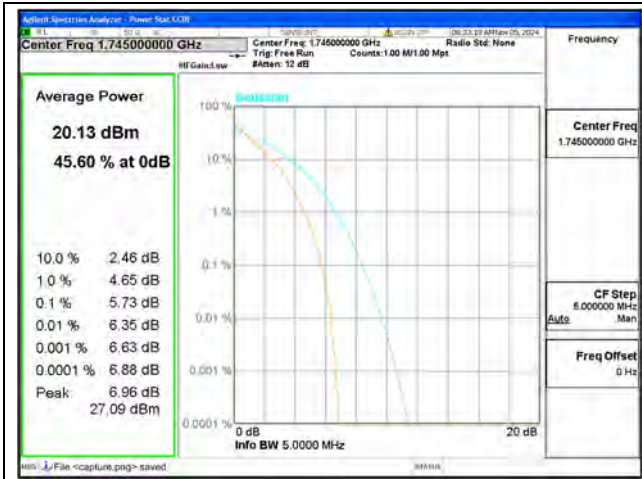 Agilent Spectrum Analyzer - Power Stat CCDF
Center Freq 1.745000000 GHz
Center Freq: 1.745000000 GHz
Radio Std: None
Trig: Free Run
Counts:1.00 M/1.00 Mpt
#IFGain:Low
#Atten: 12 dB
Frequency
Average Power
20.13 dBm
45.60 % at 0dB
10.0 % 2.46 dB
1.0 % 4.65 dB
0.1 % 5.73 dB
0.01 % 6.35 dB
0.001 % 6.63 dB
0.0001 % 6.88 dB
Peak 6.96 dB
27.09 dBm
Gaussian
100 %
10 %
1 %
0.1 %
0.01 %
0.001 %
0.0001 %
0 dB
20 dB
Info BW 5.0000 MHz
Center Freq
1.745000000 GHz
CF Step
5.000000 MHz
Auto Man
Freq Offset
0 Hz
MSG File <capture.png> saved
STATUS